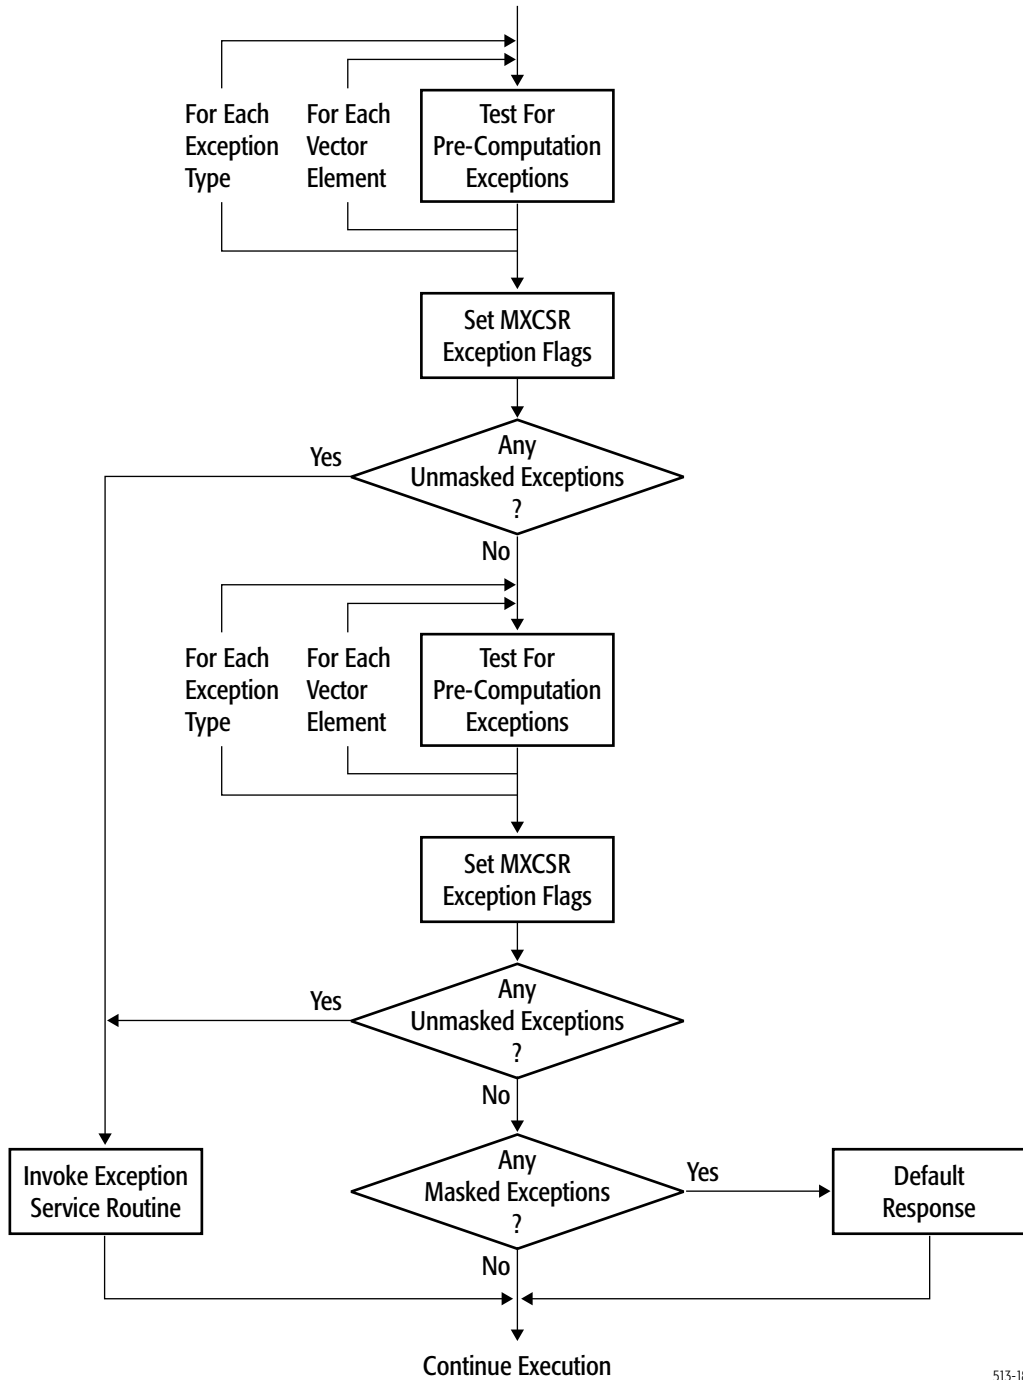 For Each
Exception
Type
For Each
Vector
Element
Test For
Pre-Computation
Exceptions
Set MXCSR
Exception Flags
Any
Unmasked Exceptions
?
Yes
No
For Each
Exception
Type
For Each
Vector
Element
Test For
Pre-Computation
Exceptions
Set MXCSR
Exception Flags
Any
Unmasked Exceptions
?
Yes
No
Invoke Exception
Service Routine
Any
Masked Exceptions
?
Yes
Default
Response
No
Continue Execution